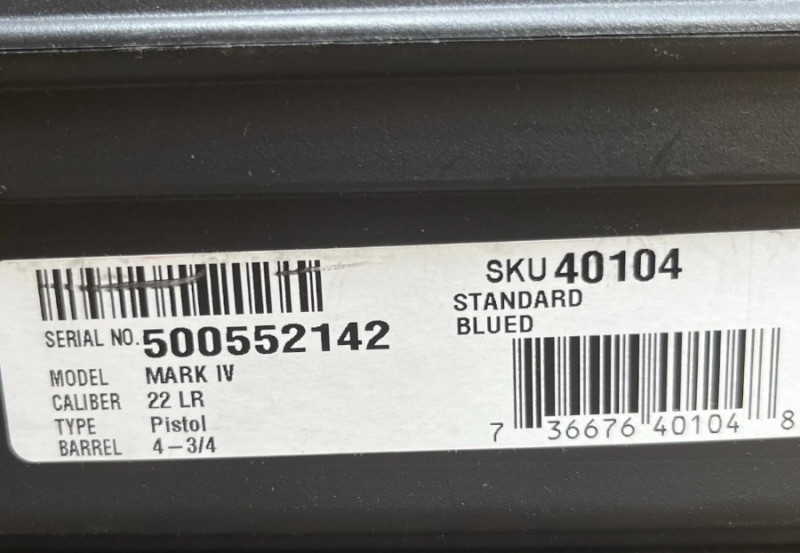 SERIAL NO. 500552142
MODEL MARK IV
CALIBER 22 LR
TYPE Pistol
BARREL 4-3/4
SKU 40104
STANDARD
BLUED
7 36676 40104 8